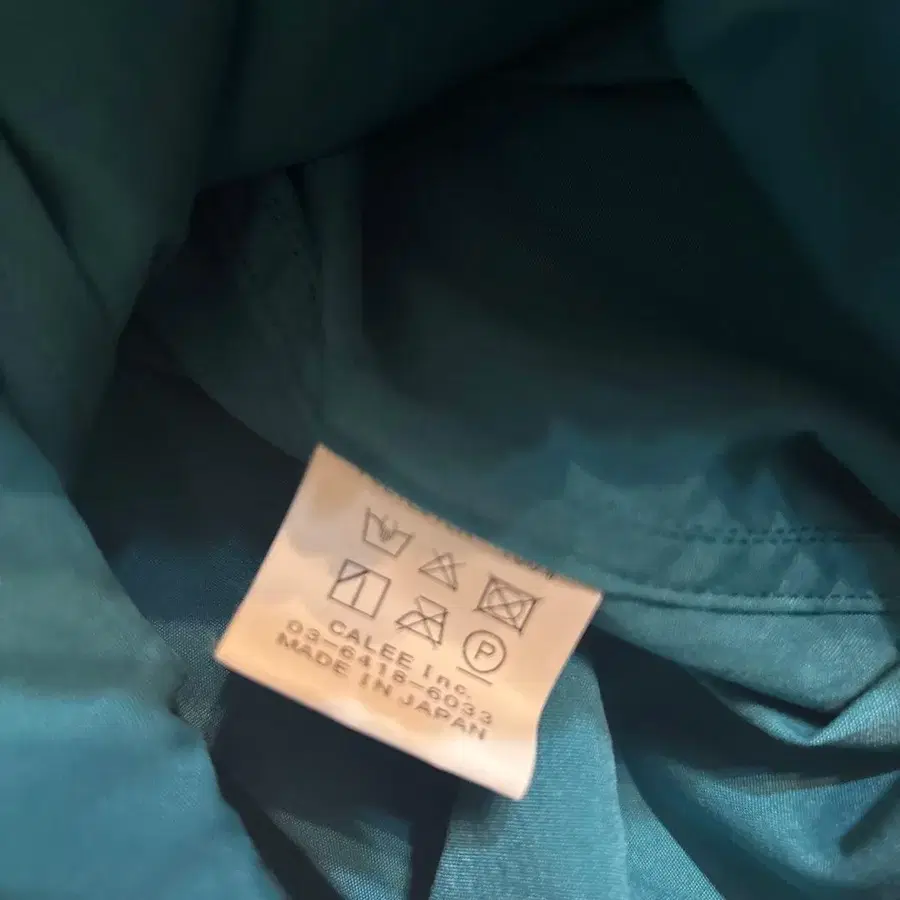 CALEE Inc.
03-6418-6033
MADE IN JAPAN
P